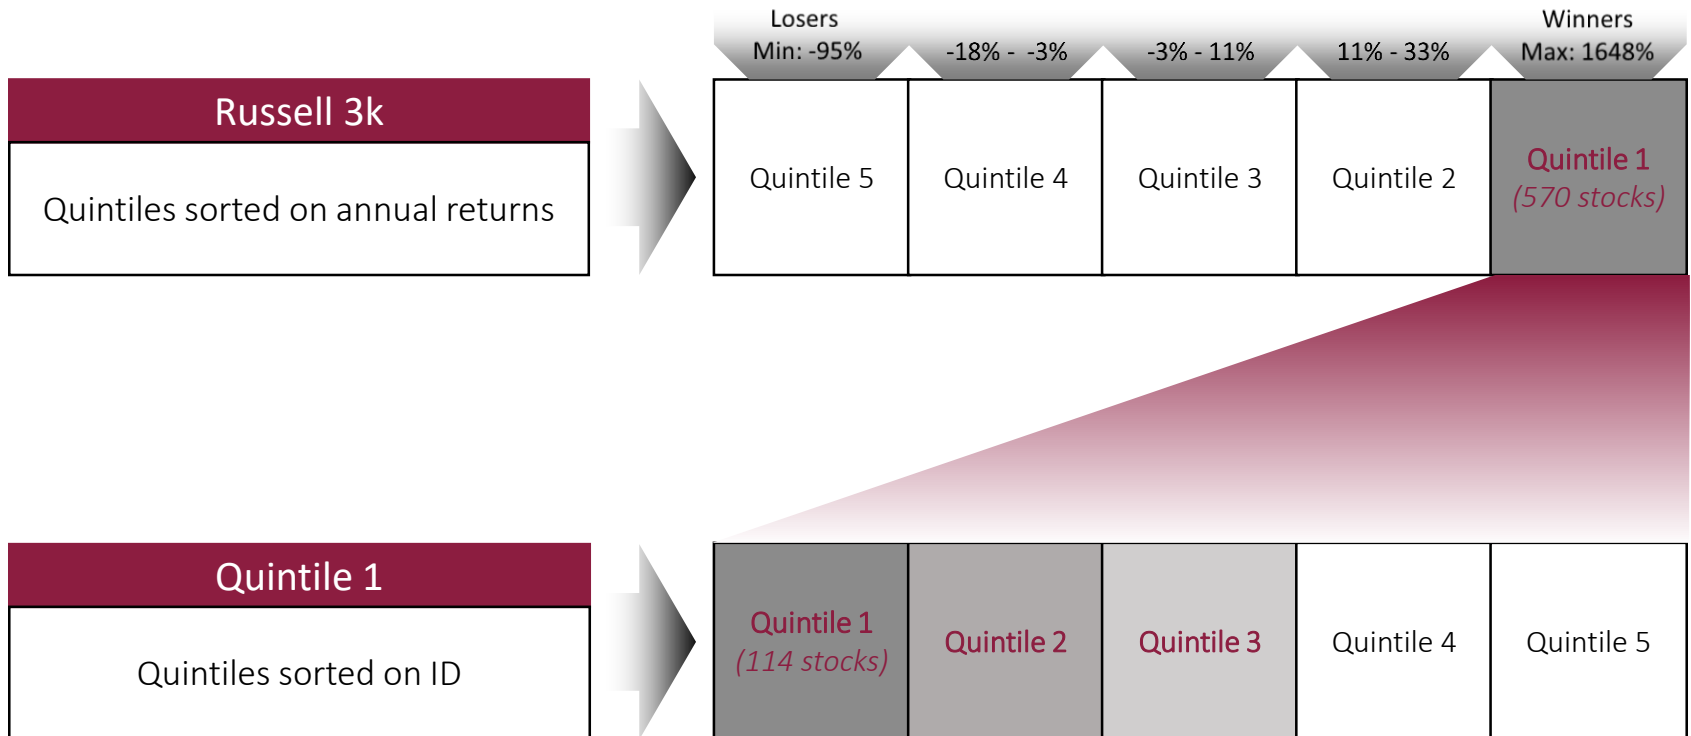 Losers
Min: -95%
-18% - -3%
-3% - 11%
11% - 33%
Winners
Max: 1648%
Russell 3k
Quintiles sorted on annual returns
Quintile 5
Quintile 4
Quintile 3
Quintile 2
Quintile 1
(570 stocks)
Quintile 1
Quintiles sorted on ID
Quintile 1
(114 stocks)
Quintile 2
Quintile 3
Quintile 4
Quintile 5